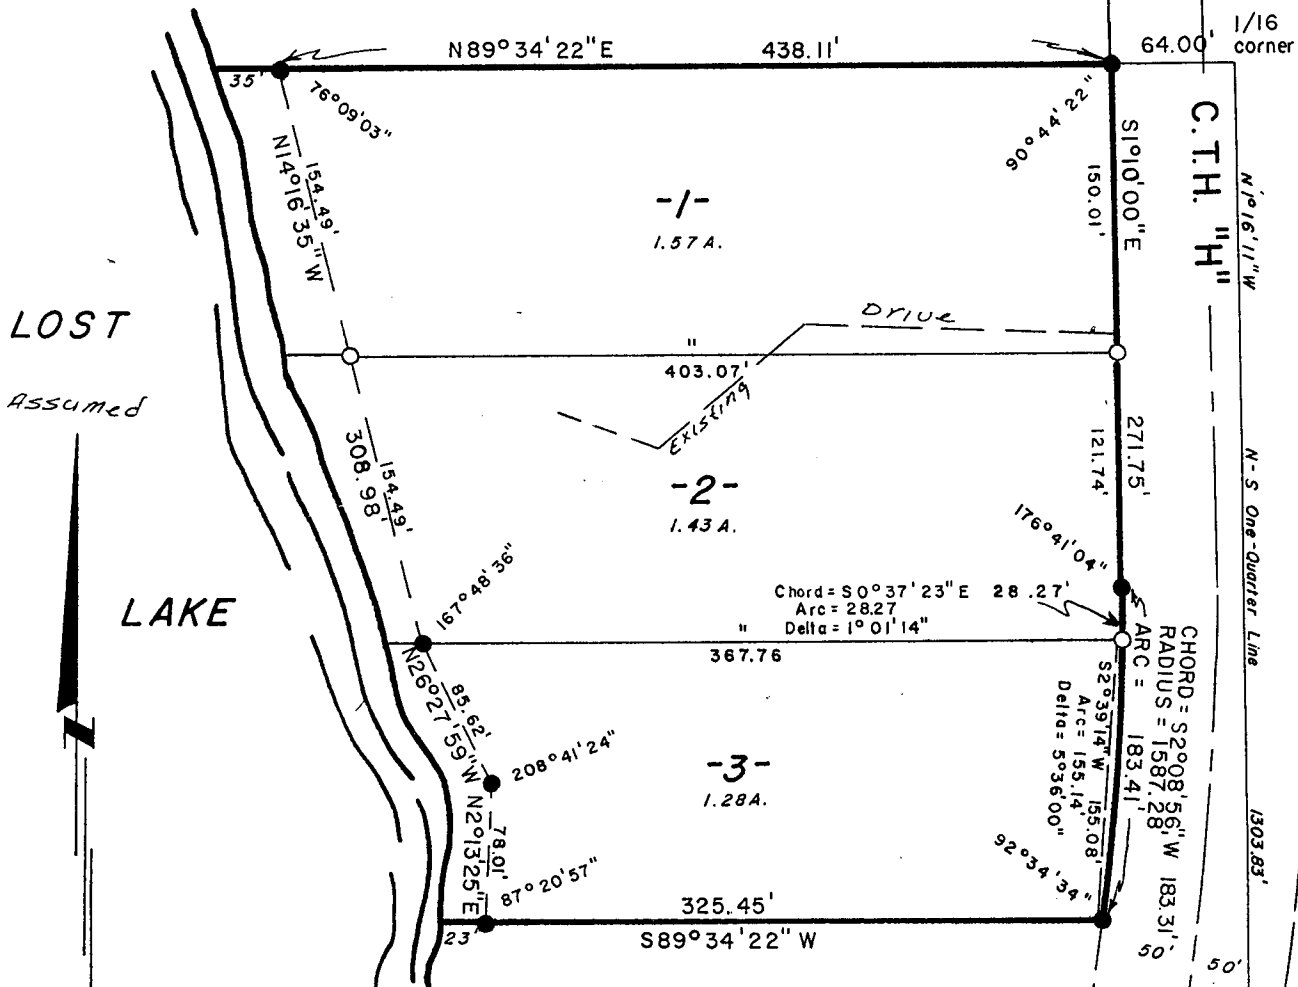 N89°34'22"E 438.11'
64.00'
1/16
corner
35'
76°09'03"
90°44'22"
N14°16'35"W
154.49'
S1°10'00"E
150.01'
C.T.H. "H"
N1°16'11"W
-1-
1.57A.
LOST
Drive
"
403.07'
Existing
Assumed
308.98'
154.49'
271.75'
121.74'
N-S One-Quarter Line
-2-
1.43A.
176°41'04"
167°48'36"
Chord = S0°37'23"E 28.27'
Arc = 28.27
Delta = 1°01'14"
LAKE
"
367.76
N26°27'59"W
85.62'
208°41'24"
-3-
1.28A.
S2°39'14"W 155.08'
Arc = 155.14'
Delta = 5°36'00"
ARC = 183.41'
CHORD = S2°08'56"W 183.31'
RADIUS = 1587.28'
1303.83'
N2°13'25"E
78.01'
87°20'57"
92°34'34"
23'
325.45'
S89°34'22"W
50'
50'
N